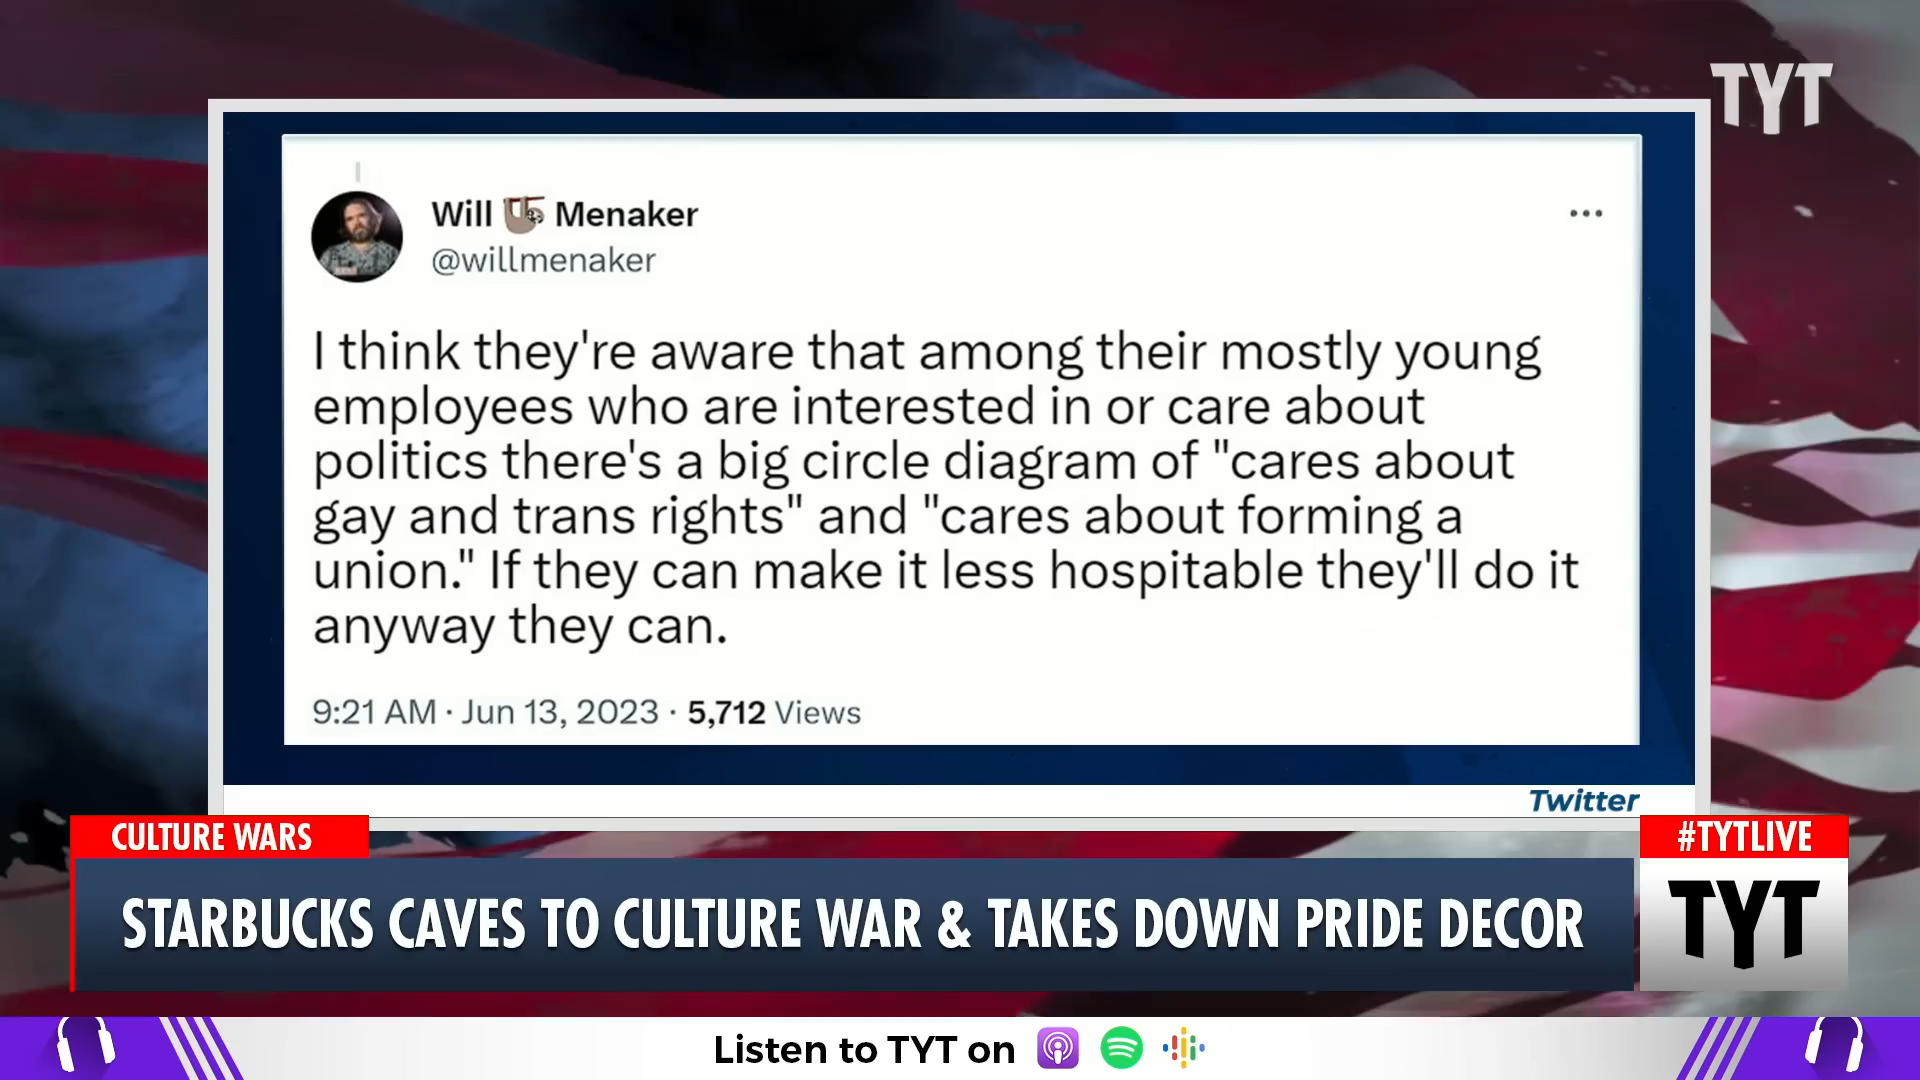 TYT
Will Menaker
@willmenaker
I think they're aware that among their mostly young
employees who are interested in or care about
politics there's a big circle diagram of "cares about
gay and trans rights" and "cares about forming a
union." If they can make it less hospitable they'll do it
anyway they can.
9:21 AM · Jun 13, 2023 · 5,712 Views
Twitter
CULTURE WARS
#TYTLIVE
STARBUCKS CAVES TO CULTURE WAR & TAKES DOWN PRIDE DECOR
TYT
Listen to TYT on